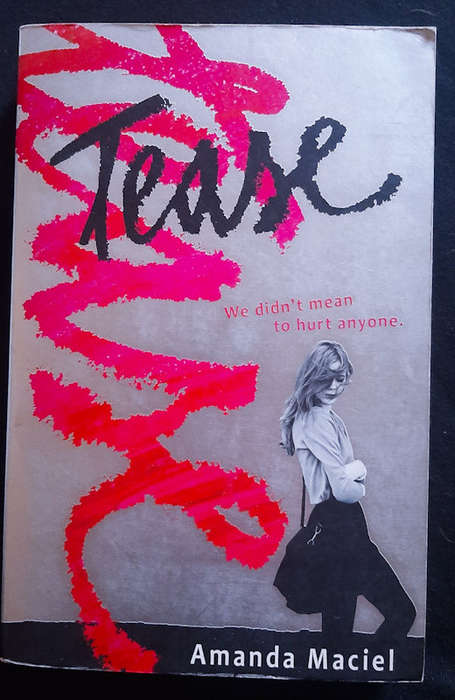 Tease
We didn't mean
to hurt anyone.
Amanda Maciel